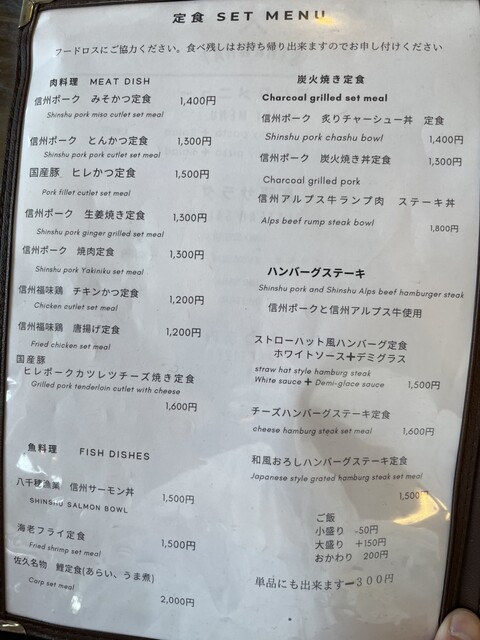 定食 SET MENU
フードロスにご協力ください。食べ残しはお持ち帰り出来ますのでお申し付けください
肉料理 MEAT DISH
信州ポーク みそかつ定食 1,400円
Shinshu pork miso cutlet set meal
信州ポーク とんかつ定食 1,300円
Shinshu pork pork cutlet set meal
国産豚 ヒレかつ定食 1,500円
Pork fillet cutlet set meal
信州ポーク 生姜焼き定食 1,300円
Shinshu pork ginger grilled set meal
信州ポーク 焼肉定食 1,300円
Shinshu pork Yakiniku set meal
信州福味鶏 チキンかつ定食 1,200円
Chicken cutlet set meal
信州福味鶏 唐揚げ定食 1,200円
Fried chicken set meal
国産豚
ヒレポークカツレツチーズ焼き定食
Grilled pork tenderloin cutlet with cheese
1,600円
魚料理 FISH DISHES
八千穂漁業 信州サーモン丼 1,500円
SHINSHU SALMON BOWL
海老フライ定食 1,500円
Fried shrimp set meal
佐久名物 鯉定食(あらい、うま煮)
Carp set meal
2,000円
炭火焼き定食
Charcoal grilled set meal
信州ポーク 炙りチャーシュー丼 定食
Shinshu pork chashu bowl 1,400円
信州ポーク 炭火焼き丼定食 1,300円
Charcoal grilled pork
信州アルプス牛ランプ肉 ステーキ丼
Alps beef rump steak bowl 1,800円
ハンバーグステーキ
Shinshu pork and Shinshu Alps beef hamburger steak
信州ポークと信州アルプス牛使用
ストローハット風ハンバーグ定食
ホワイトソース+デミグラス
straw hat style hamburg steak
White sauce + Demi-glace sauce 1,500円
チーズハンバーグステーキ定食
cheese hamburg steak set meal 1,600円
和風おろしハンバーグステーキ定食
Japanese style grated hamburg steak set meal
1,500円
ご飯
小盛り -50円
大盛り +150円
おかわり 200円
単品にも出来ますー300円